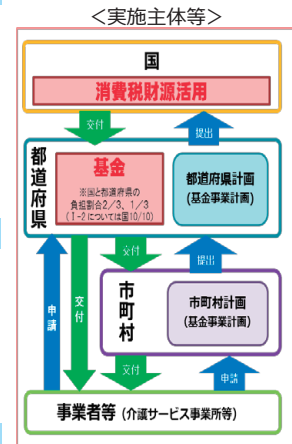 ＜実施主体等＞
国
消費税財源活用
交付
提出
都道府県
基金
※国と都道府県の
負担割合2／3、1／3
（Ⅰ-2については国10/10）
都道府県計画
(基金事業計画)
交付
提出
申請
交付
市町村
市町村計画
(基金事業計画)
交付
申請
事業者等（介護サービス事業所等）